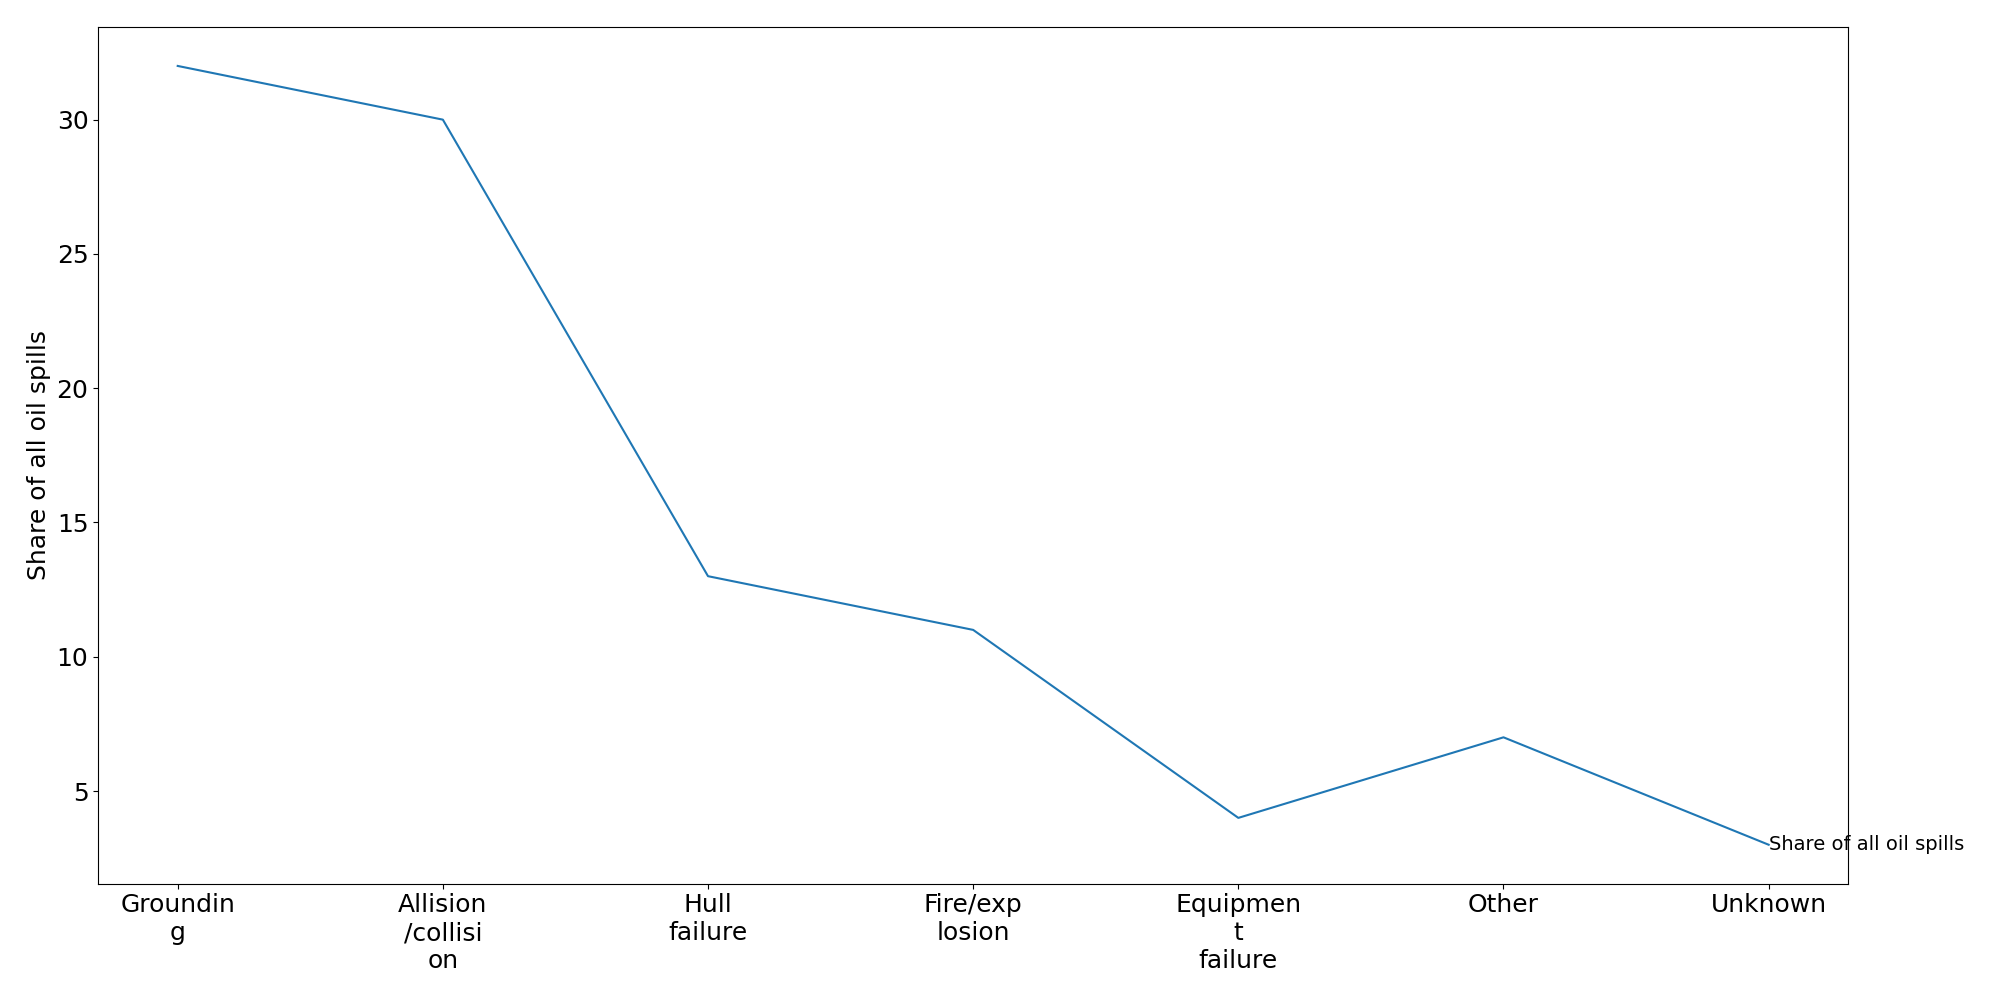 Share of all oil spills
30
25
20
15
10
5
Share of all oil spills
Groundin
g
Allision
/collisi
on
Hull
failure
Fire/exp
losion
Equipmen
t
failure
Other
Unknown